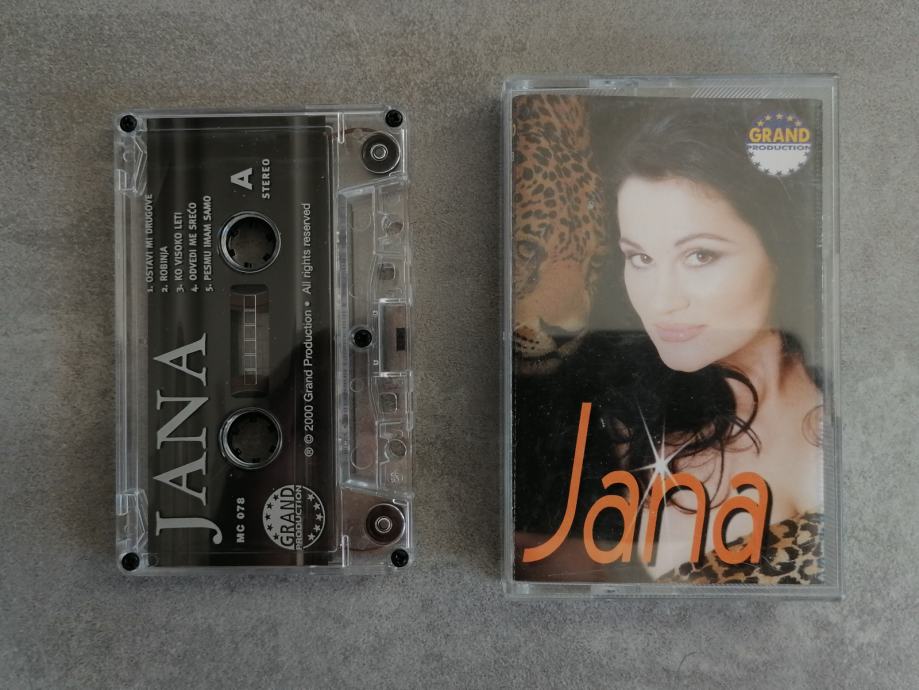 JANA
1. OSTAVI MI DRUGOVE
2. ROBINJA
3. KO VISOKO LETI
4. ODVEDI ME SREĆO
5. PESMU IMAM SAMO
A
STEREO
MC 078
GRAND
PRODUCTION
® © 2000 Grand Production • All rights reserved
GRAND
PRODUCTION
Jana